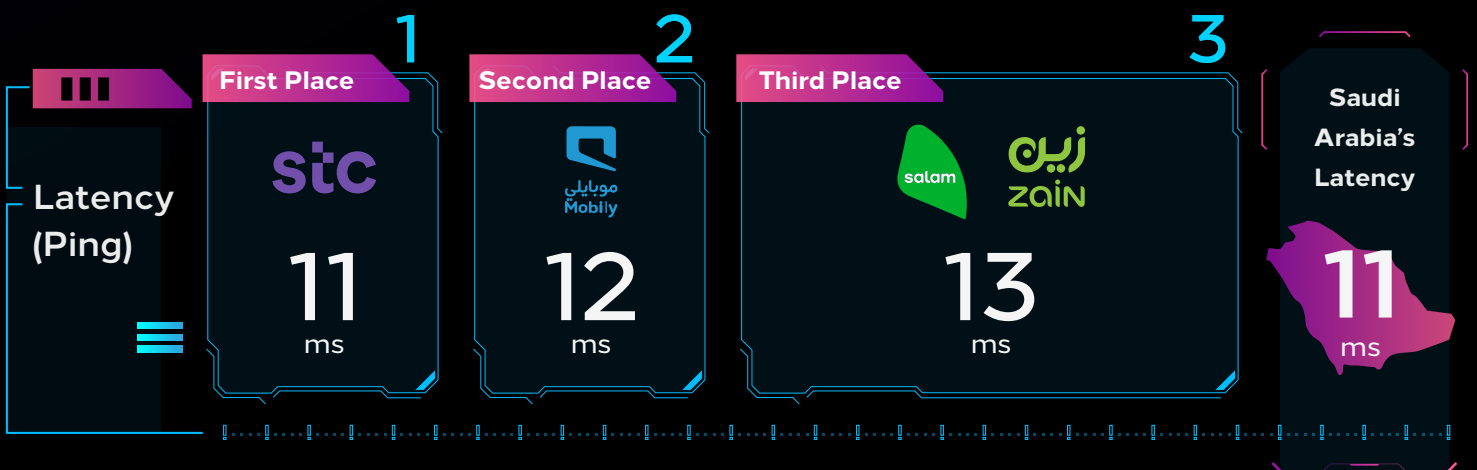 Latency
(Ping)
1
First Place
stc
11
ms
2
Second Place
موبايلي
Mobily
12
ms
3
Third Place
salam
زين
zain
13
ms
Saudi
Arabia’s
Latency
11
ms